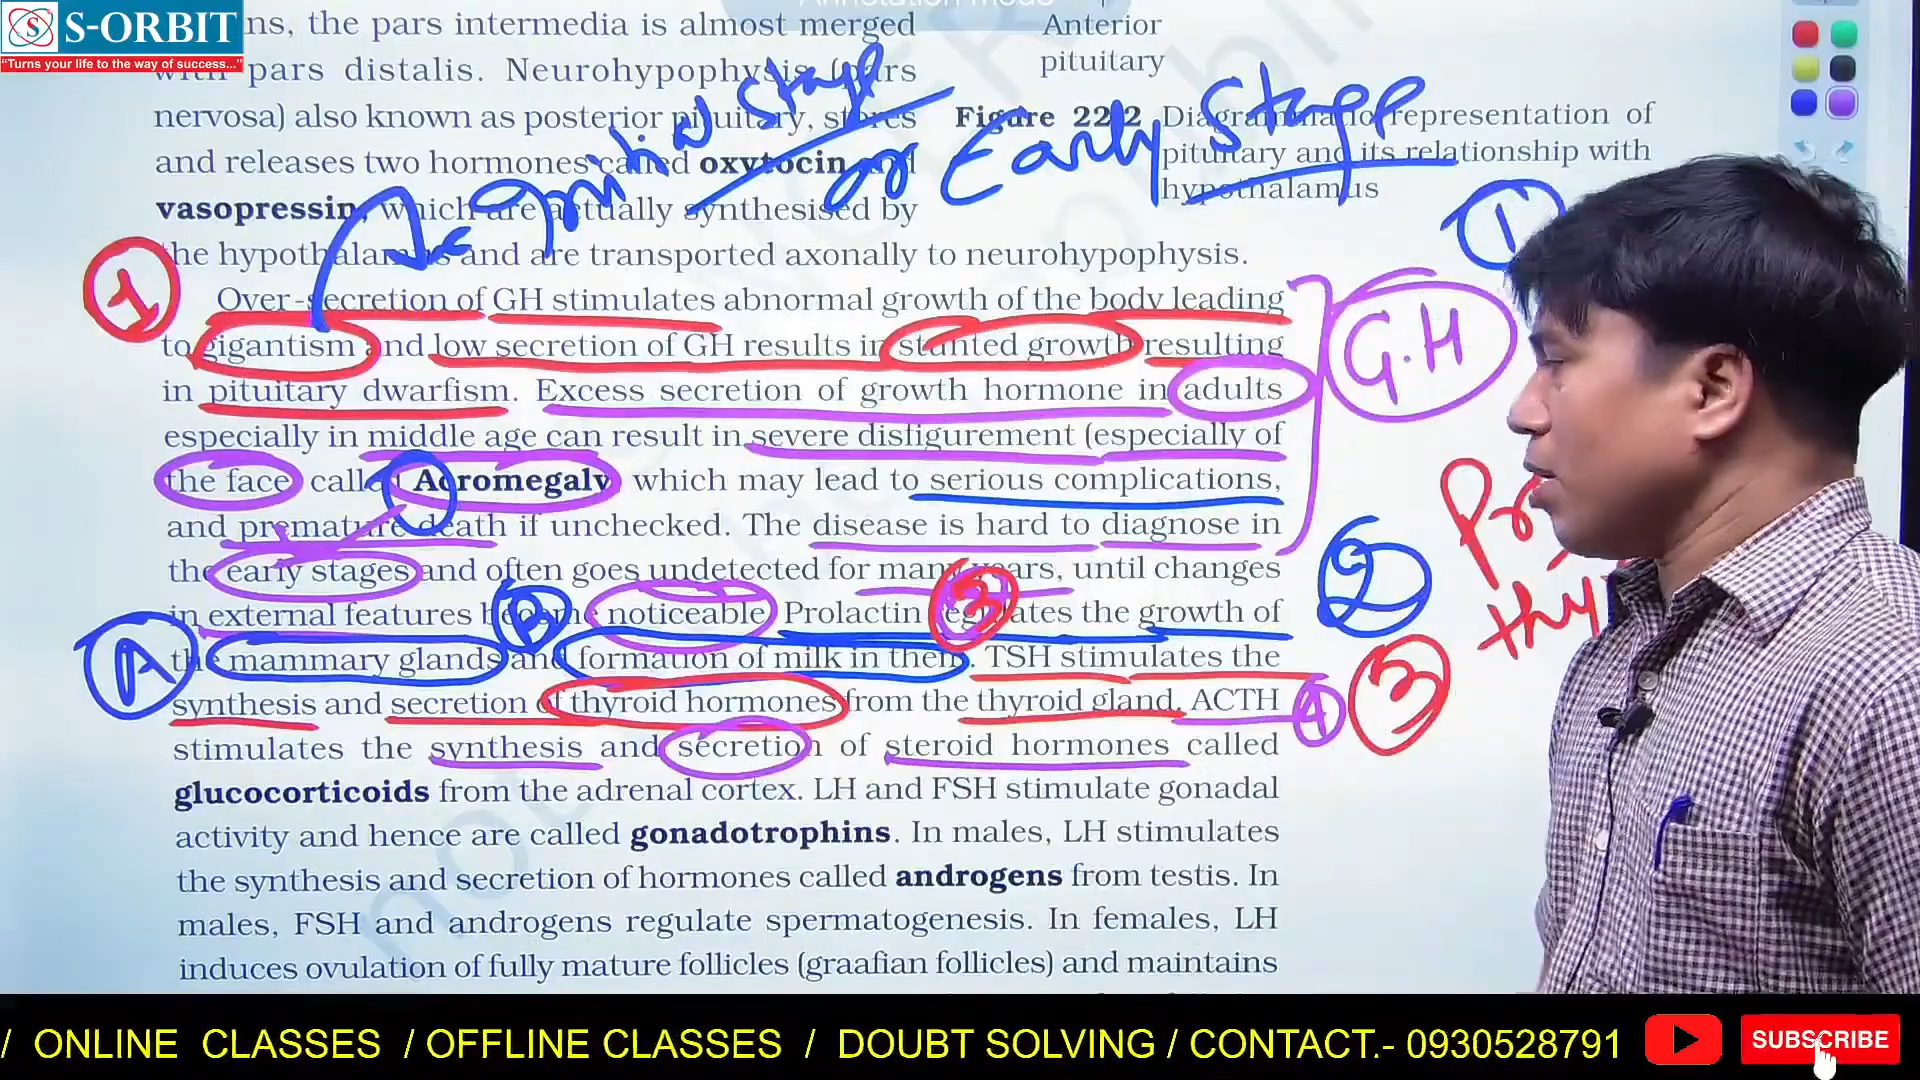 S-ORBIT
"Turns your life to the way of success..."
Annotation mode
ns, the pars intermedia is almost merged
with pars distalis. Neurohypophysis (pars
nervosa) also known as posterior pituitary, stores
and releases two hormones called oxytocin and
vasopressin, which are actually synthesised by
the hypothalamus and are transported axonally to neurohypophysis.
Anterior
pituitary
Figure 22.2 Diagrammatic representation of
pituitary and its relationship with
hypothalamus
initial stage
or Early stage
1
1
Over-secretion of GH stimulates abnormal growth of the body leading
to gigantism and low secretion of GH results in stunted growth resulting
in pituitary dwarfism. Excess secretion of growth hormone in adults
especially in middle age can result in severe disfigurement (especially of
the face called Acromegaly which may lead to serious complications,
and premature death if unchecked. The disease is hard to diagnose in
the early stages and often goes undetected for many years, until changes
in external features become noticeable. Prolactin regulates the growth of
the mammary glands and formation of milk in them. TSH stimulates the
synthesis and secretion of thyroid hormones from the thyroid gland. ACTH
stimulates the synthesis and secretion of steroid hormones called
glucocorticoids from the adrenal cortex. LH and FSH stimulate gonadal
activity and hence are called gonadotrophins. In males, LH stimulates
the synthesis and secretion of hormones called androgens from testis. In
males, FSH and androgens regulate spermatogenesis. In females, LH
induces ovulation of fully mature follicles (graafian follicles) and maintains
G.H
2
3
A
B
3
4
/ ONLINE CLASSES / OFFLINE CLASSES / DOUBT SOLVING / CONTACT.- 0930528791
SUBSCRIBE